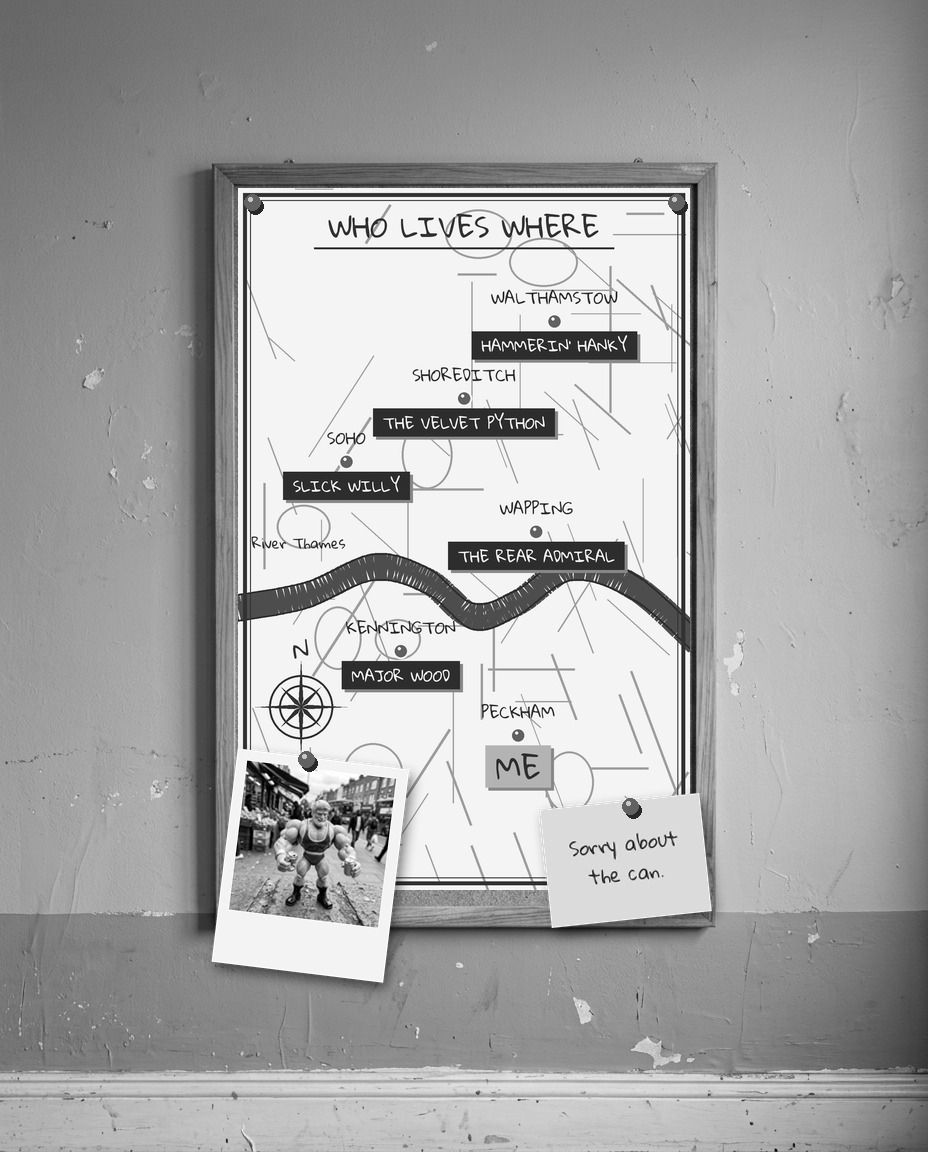 WHO LIVES WHERE
WALTHAMSTOW
HAMMERIN' HANKY
SHOREDITCH
THE VELVET PYTHON
SOHO
SLICK WILLY
WAPPING
THE REAR ADMIRAL
River Thames
KENNINGTON
MAJOR WOOD
N
PECKHAM
ME
Sorry about
the can.